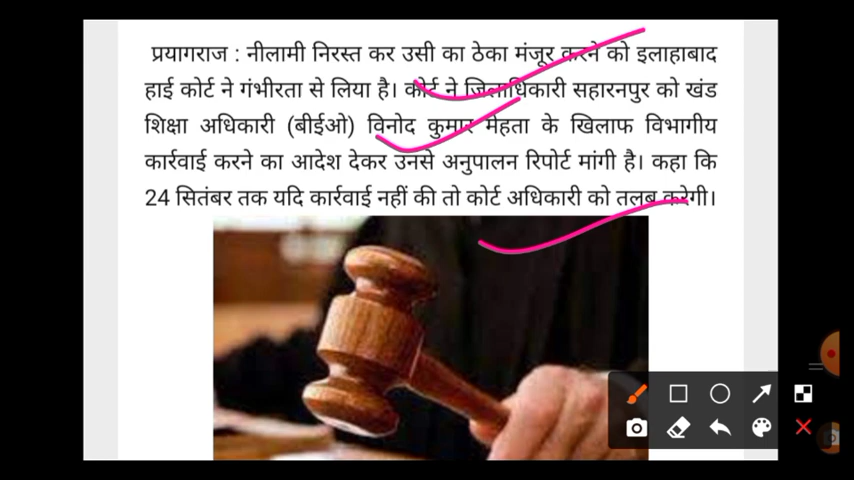 प्रयागराज : नीलामी निरस्त कर उसी का ठेका मंजूर करने को इलाहाबाद
हाई कोर्ट ने गंभीरता से लिया है। कोर्ट ने जिलाधिकारी सहारनपुर को खंड
शिक्षा अधिकारी (बीईओ) विनोद कुमार मेहता के खिलाफ विभागीय
कार्रवाई करने का आदेश देकर उनसे अनुपालन रिपोर्ट मांगी है। कहा कि
24 सितंबर तक यदि कार्रवाई नहीं की तो कोर्ट अधिकारी को तलब करेगी।